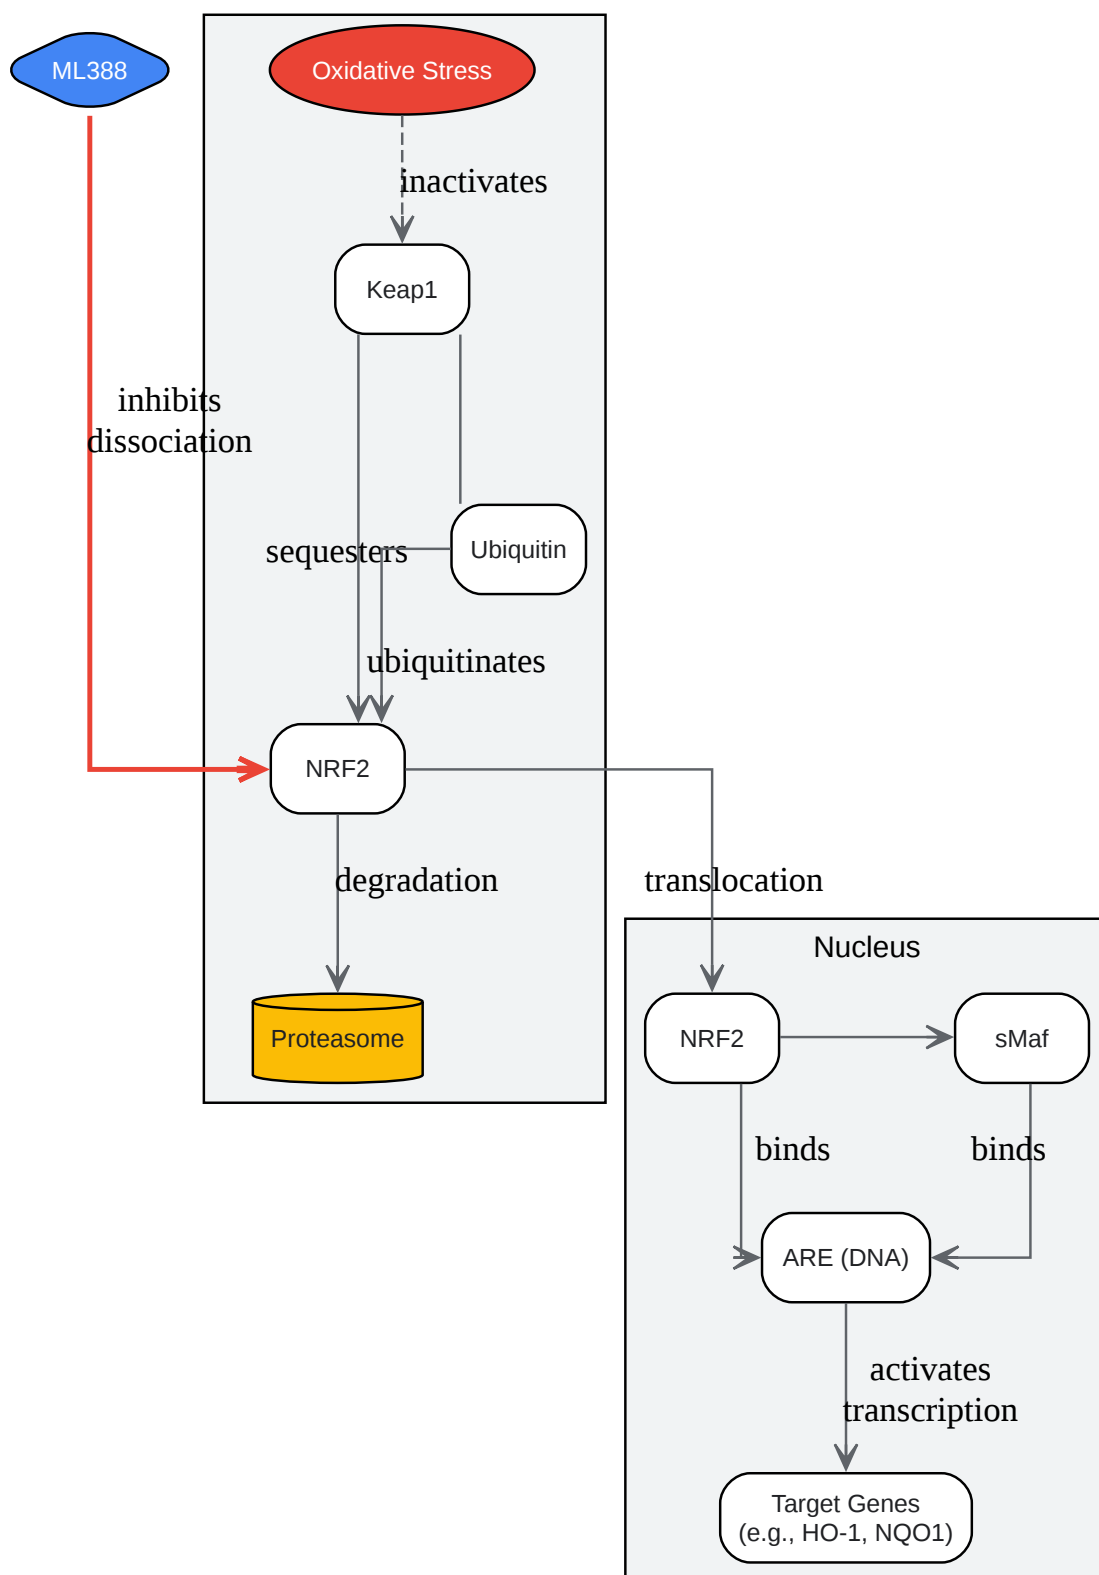 ML388
Oxidative Stress
inactivates
Keap1
inhibits
dissociation
sequesters
Ubiquitin
ubiquitinates
NRF2
degradation
translocation
Nucleus
Proteasome
NRF2
sMaf
binds
binds
ARE (DNA)
activates
transcription
Target Genes
(e.g., HO-1, NQO1)